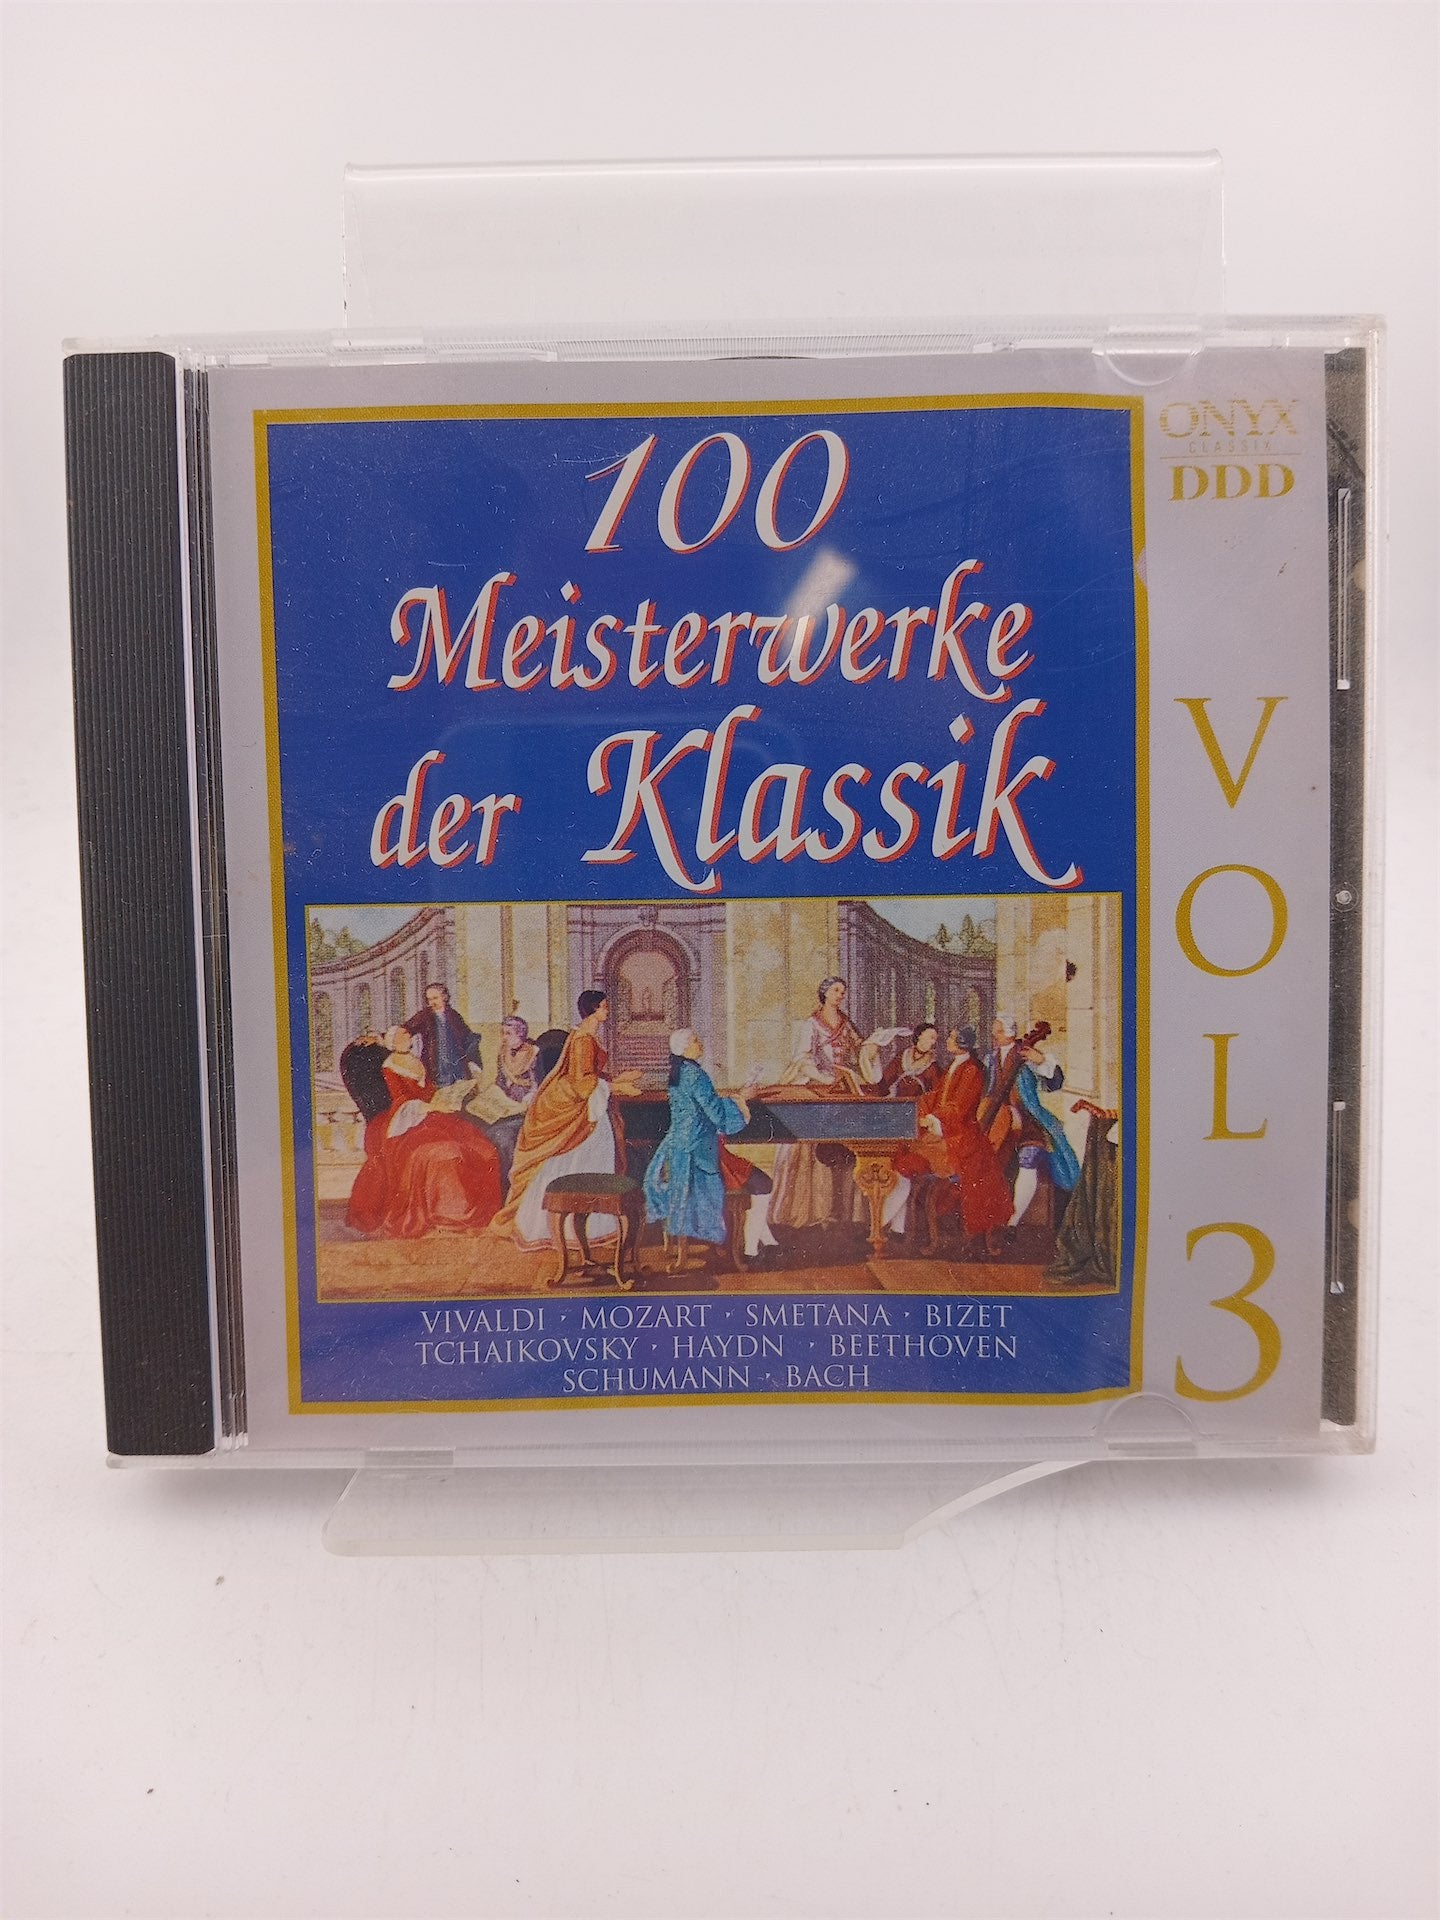 100
Meisterwerke
der Klassik
VIVALDI · MOZART · SMETANA · BIZET
TCHAIKOVSKY · HAYDN · BEETHOVEN
SCHUMANN · BACH
ONYX
CLASSIX
DDD
VOL
3